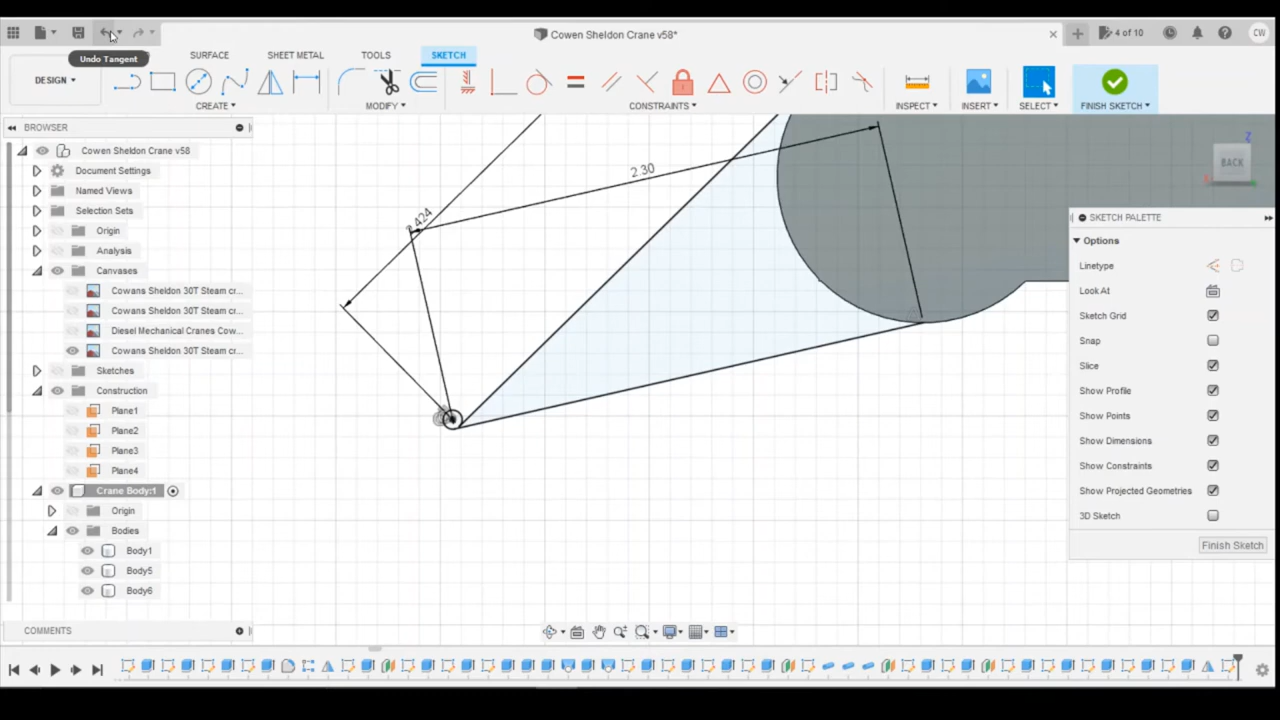 Cowen Sheldon Crane v58*
4 of 10
CW
Undo Tangent
SURFACE
SHEET METAL
TOOLS
SKETCH
DESIGN
CREATE
MODIFY
CONSTRAINTS
INSPECT
INSERT
SELECT
FINISH SKETCH
BROWSER
Cowen Sheldon Crane v58
Document Settings
Named Views
Selection Sets
Origin
Analysis
Canvases
Cowans Sheldon 30T Steam cr...
Cowans Sheldon 30T Steam cr...
Diesel Mechanical Cranes Cow...
Cowans Sheldon 30T Steam cr...
Sketches
Construction
Plane1
Plane2
Plane3
Plane4
Crane Body:1
Origin
Bodies
Body1
Body5
Body6
COMMENTS
2.30
BACK
Z
SKETCH PALETTE
Options
Linetype
Look At
Sketch Grid
Snap
Slice
Show Profile
Show Points
Show Dimensions
Show Constraints
Show Projected Geometries
3D Sketch
Finish Sketch